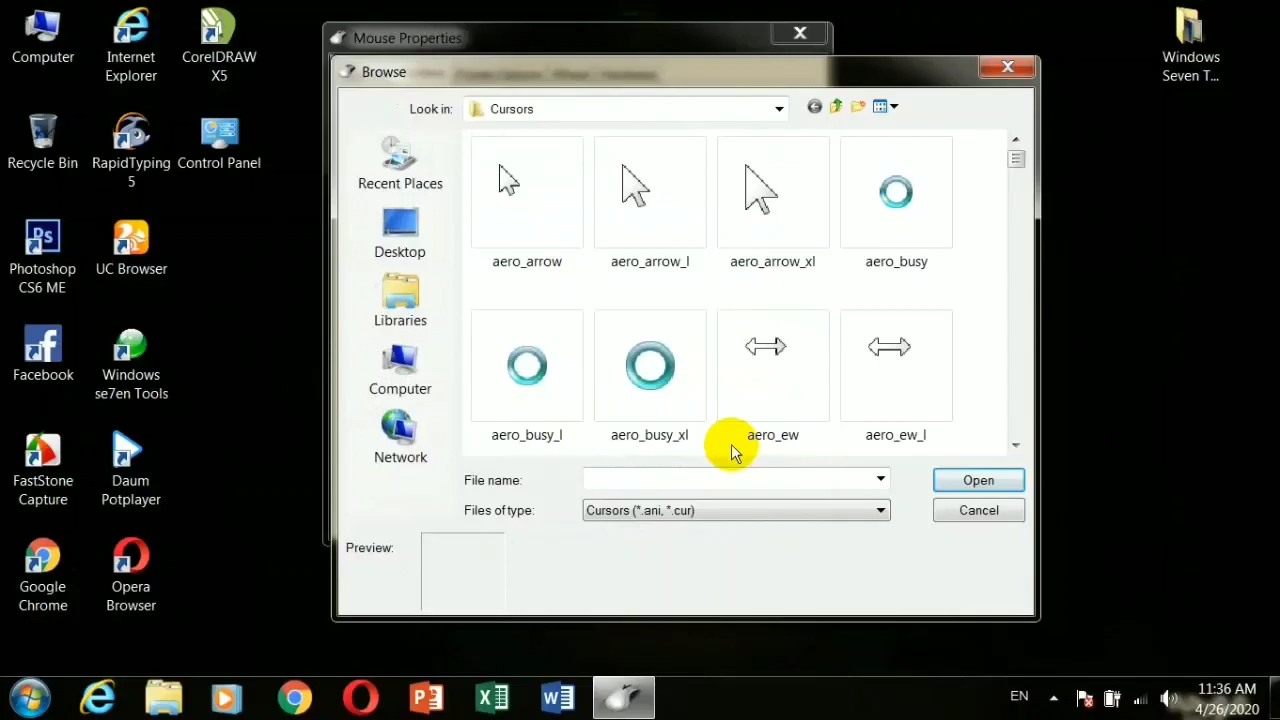 Computer
Internet
Explorer
CorelDRAW
X5
Windows
Seven T...
Recycle Bin
RapidTyping
5
Control Panel
Ps
Photoshop
CS6 ME
UC Browser
Facebook
Windows
se7en Tools
FastStone
Capture
Daum
Potplayer
Google
Chrome
Opera
Browser
Mouse Properties
Browse
Look in:
Cursors
Recent Places
Desktop
Libraries
Computer
Network
aero_arrow
aero_arrow_l
aero_arrow_xl
aero_busy
aero_busy_l
aero_busy_xl
aero_ew
aero_ew_l
File name:
Open
Files of type:
Cursors (*.ani, *.cur)
Cancel
Preview:
EN
11:36 AM
4/26/2020